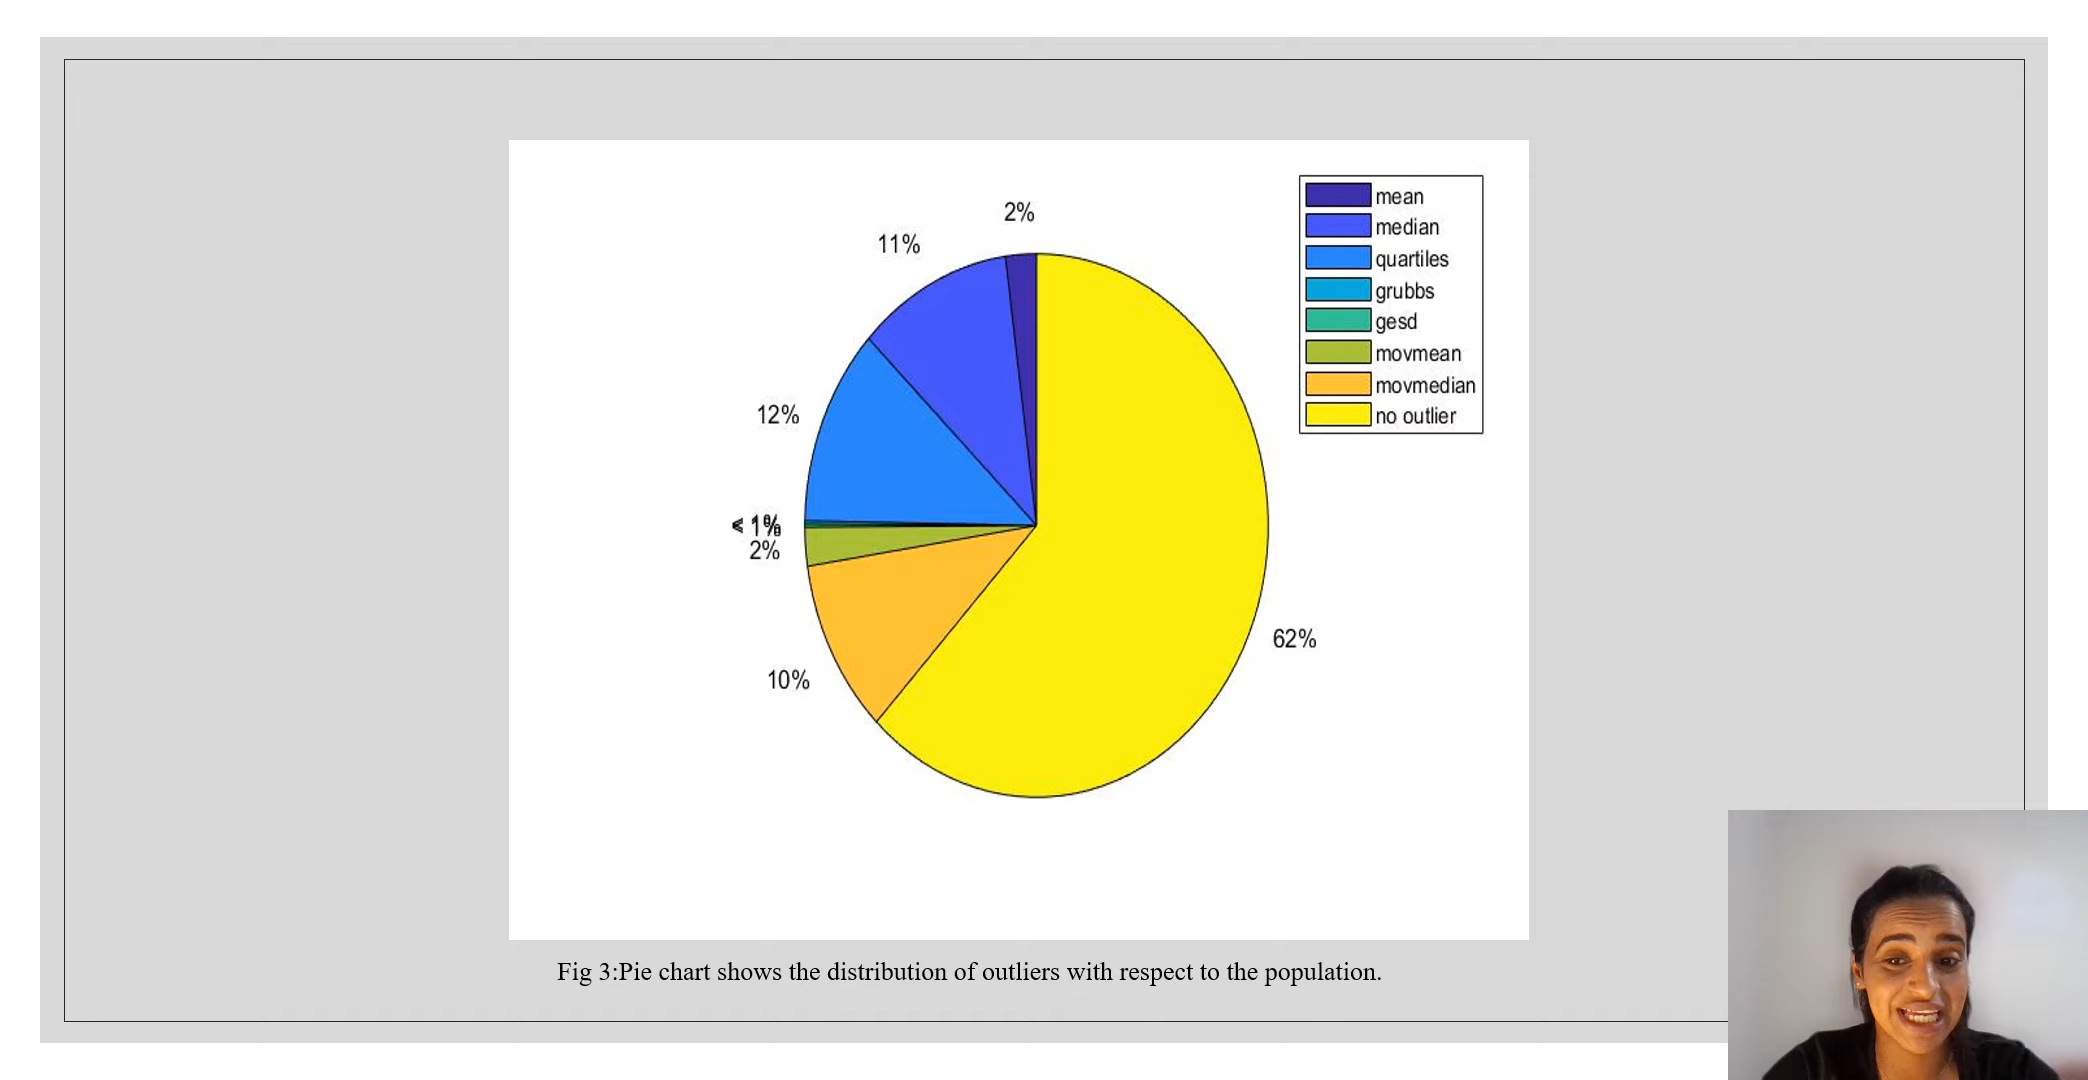 2%
11%
12%
< 1%
2%
10%
62%
mean
median
quartiles
grubbs
gesd
movmean
movmedian
no outlier
Fig 3:Pie chart shows the distribution of outliers with respect to the population.